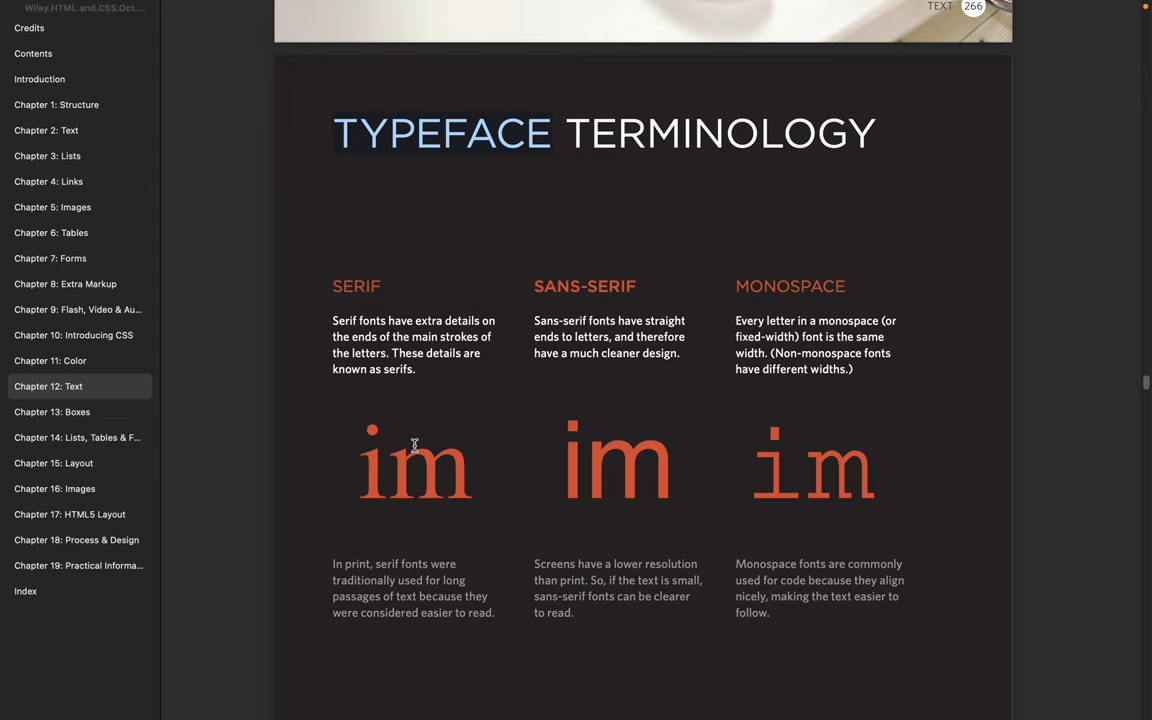 Wiley.HTML.and.CSS.Oct....
Credits
Contents
Introduction
Chapter 1: Structure
Chapter 2: Text
Chapter 3: Lists
Chapter 4: Links
Chapter 5: Images
Chapter 6: Tables
Chapter 7: Forms
Chapter 8: Extra Markup
Chapter 9: Flash, Video & Au...
Chapter 10: Introducing CSS
Chapter 11: Color
Chapter 12: Text
Chapter 13: Boxes
Chapter 14: Lists, Tables & F...
Chapter 15: Layout
Chapter 16: Images
Chapter 17: HTML5 Layout
Chapter 18: Process & Design
Chapter 19: Practical Informa...
Index
TEXT 266
TYPEFACE TERMINOLOGY
SERIF
Serif fonts have extra details on
the ends of the main strokes of
the letters. These details are
known as serifs.
im
In print, serif fonts were
traditionally used for long
passages of text because they
were considered easier to read.
SANS-SERIF
Sans-serif fonts have straight
ends to letters, and therefore
have a much cleaner design.
im
Screens have a lower resolution
than print. So, if the text is small,
sans-serif fonts can be clearer
to read.
MONOSPACE
Every letter in a monospace (or
fixed-width) font is the same
width. (Non-monospace fonts
have different widths.)
im
Monospace fonts are commonly
used for code because they align
nicely, making the text easier to
follow.